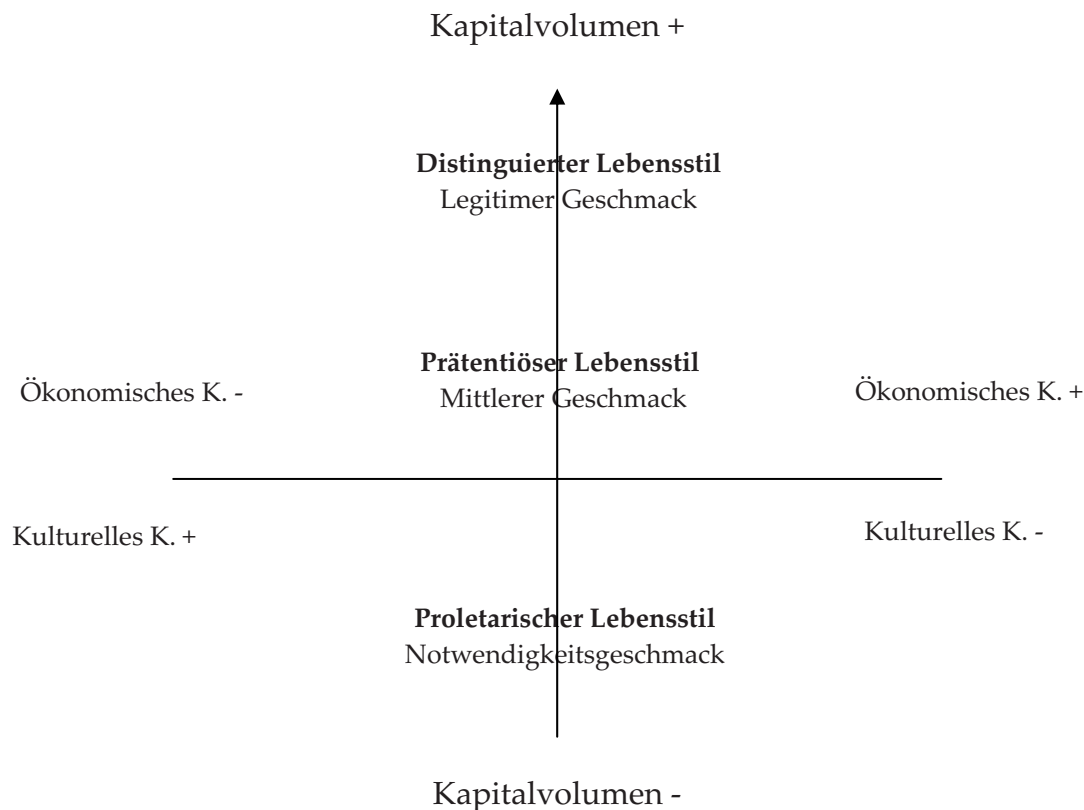 Kapitalvolumen +
Distinguierter Lebensstil
Legitimer Geschmack
Prätentiöser Lebensstil
Ökonomisches K. -
Mittlerer Geschmack
Ökonomisches K. +
Kulturelles K. +
Kulturelles K. -
Proletarischer Lebensstil
Notwendigkeitsgeschmack
Kapitalvolumen -